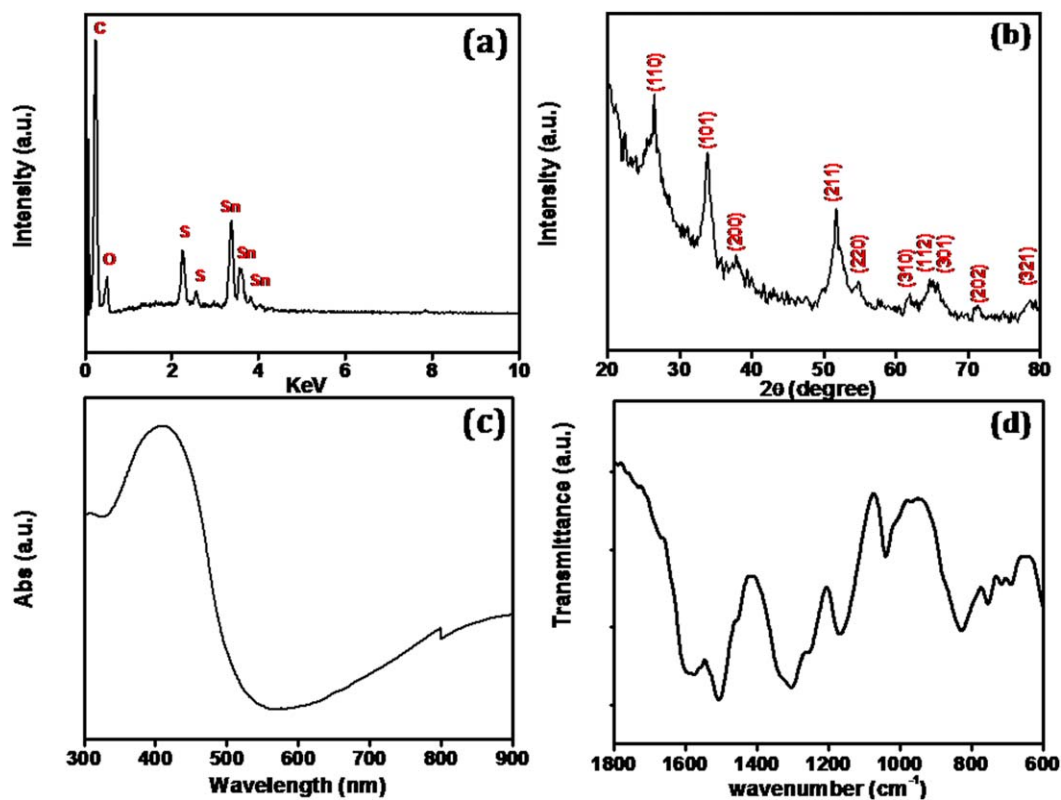 (a)
C
O
S
S
Sn
Sn
Sn
Intensity (a.u.)
0 2 4 6 8 10
KeV
(b)
(110)
(101)
(200)
(211)
(220)
(310)
(112)
(301)
(202)
(321)
Intensity (a.u.)
20 30 40 50 60 70 80
2θ (degree)
(c)
Abs (a.u.)
300 400 500 600 700 800 900
Wavelength (nm)
(d)
Transmittance (a.u.)
1800 1600 1400 1200 1000 800 600
wavenumber (cm⁻¹)